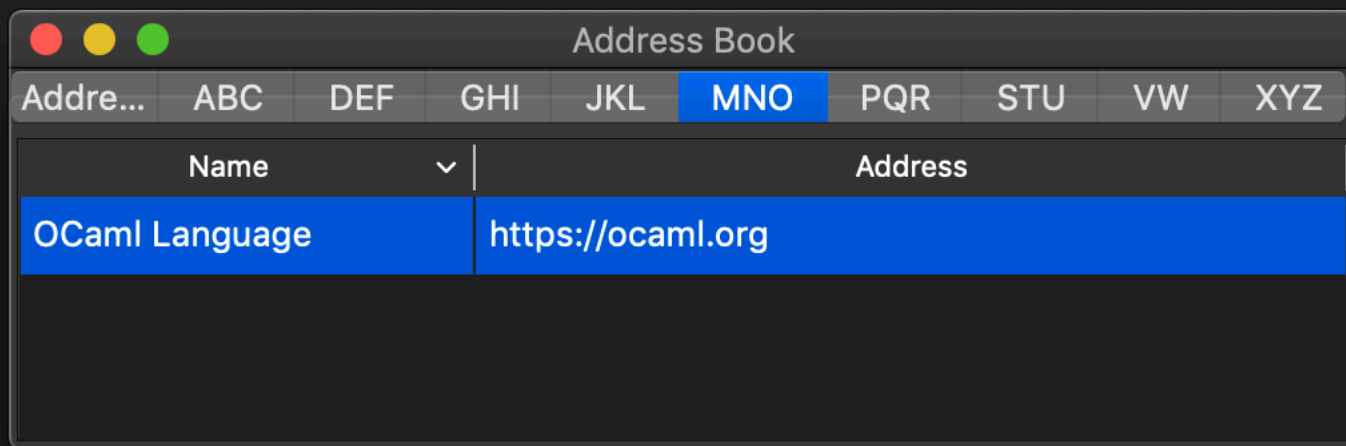 Address Book
Addre... ABC DEF GHI JKL MNO PQR STU VW XYZ
Name Address
OCaml Language https://ocaml.org